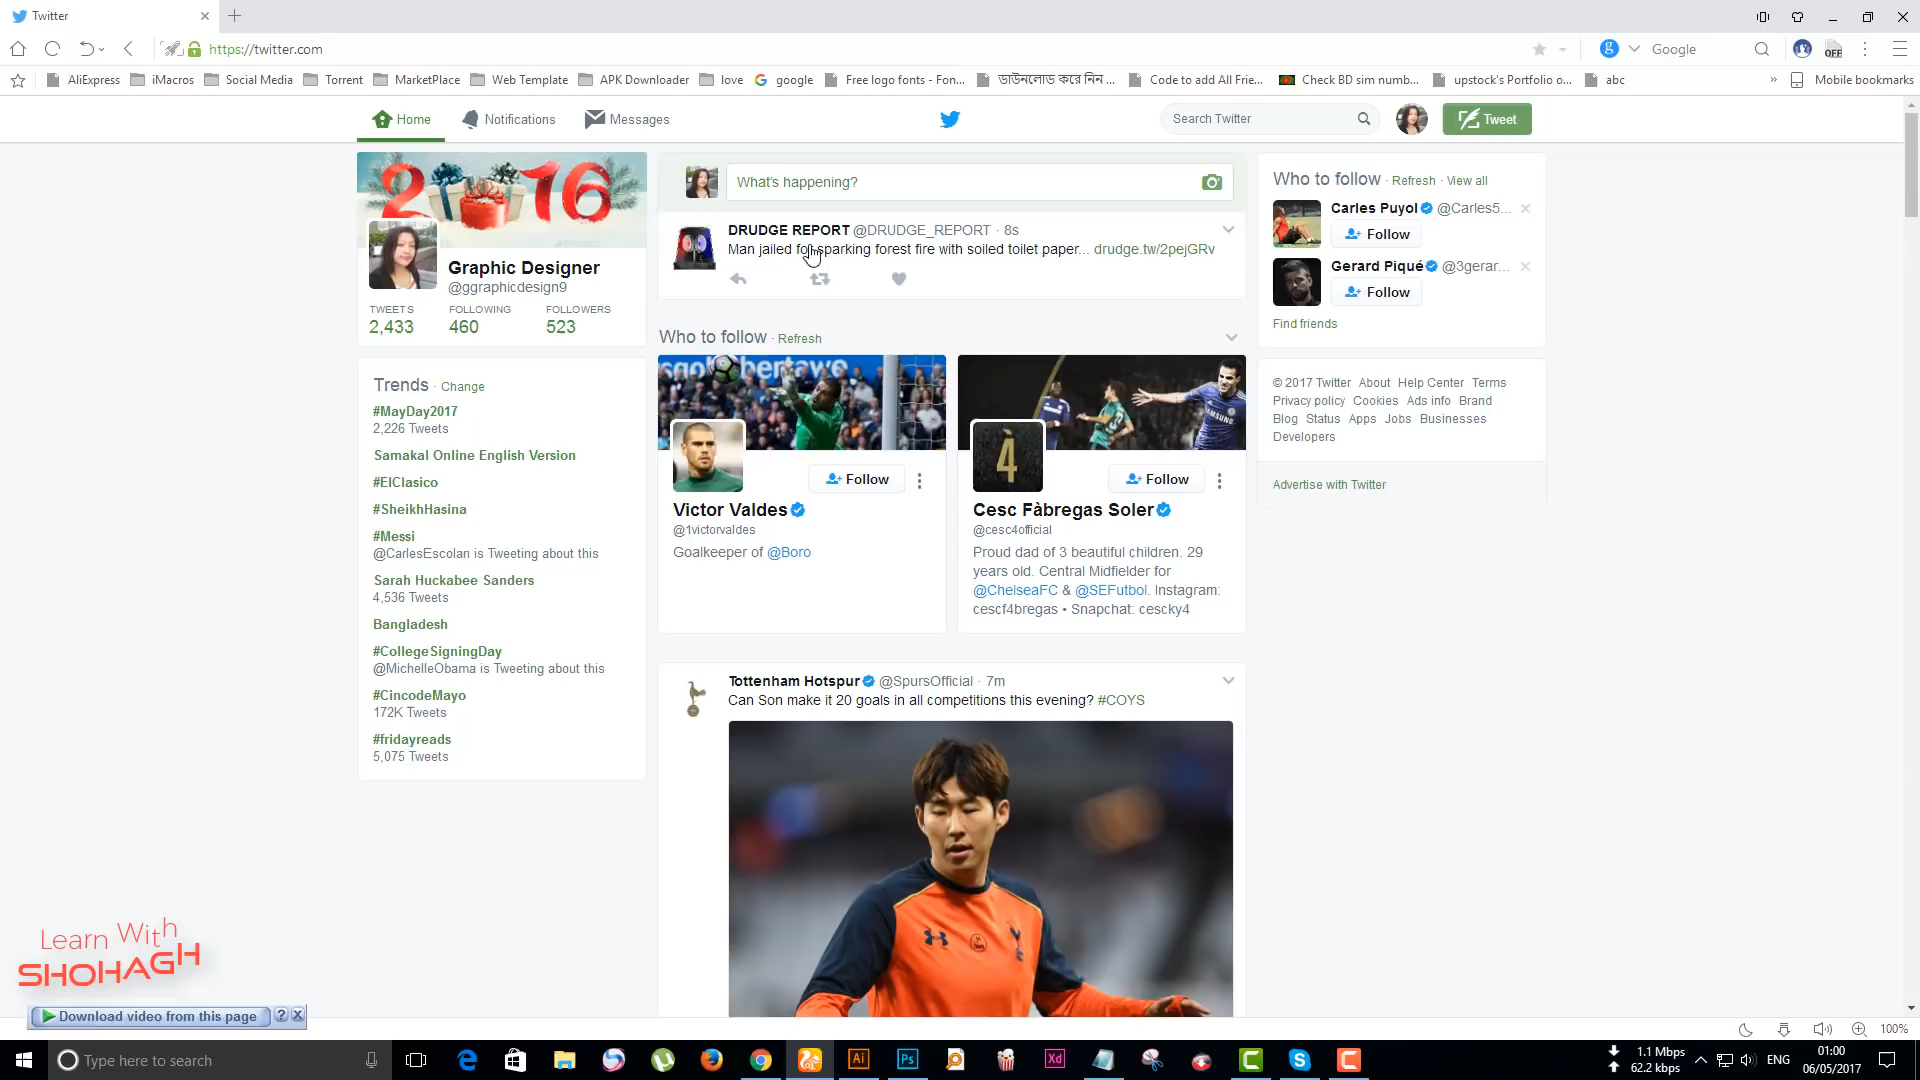 Twitter
https://twitter.com
Google
AliExpress
iMacros
Social Media
Torrent
MarketPlace
Web Template
APK Downloader
love
google
Free logo fonts - Fon...
ডাউনলোড করে নিন ...
Code to add All Frie...
Check BD sim numb...
upstock's Portfolio o...
abc
»
Mobile bookmarks
Home
Notifications
Messages
Search Twitter
Tweet
2016
Graphic Designer
@ggraphicdesign9
TWEETS FOLLOWING FOLLOWERS
2,433 460 523
Trends · Change
#MayDay2017
2,226 Tweets
Samakal Online English Version
#ElClasico
#SheikhHasina
#Messi
@CarlesEscolan is Tweeting about this
Sarah Huckabee Sanders
4,536 Tweets
Bangladesh
#CollegeSigningDay
@MichelleObama is Tweeting about this
#CincodeMayo
172K Tweets
#fridayreads
5,075 Tweets
What's happening?
DRUDGE REPORT @DRUDGE_REPORT · 8s
Man jailed for sparking forest fire with soiled toilet paper... drudge.tw/2pejGRv
Who to follow · Refresh
Follow
Victor Valdes
@1victorvaldes
Goalkeeper of @Boro
SAMSUNG
À
4
Follow
Cesc Fàbregas Soler
@cesc4official
Proud dad of 3 beautiful children. 29
years old. Central Midfielder for
@ChelseaFC & @SEFutbol. Instagram:
cescf4bregas • Snapchat: cescky4
Tottenham Hotspur @SpursOfficial · 7m
Can Son make it 20 goals in all competitions this evening? #COYS
Who to follow · Refresh · View all
Carles Puyol @Carles5...
Follow
Gerard Piqué @3gerar...
Follow
Find friends
© 2017 Twitter About Help Center Terms
Privacy policy Cookies Ads info Brand
Blog Status Apps Jobs Businesses
Developers
Advertise with Twitter
Learn With
SHOHAGH
Download video from this page
?
100%
Type here to search
Ai
Ps
Xd
1.1 Mbps
62.2 kbps
ENG
01:00
06/05/2017
OFF